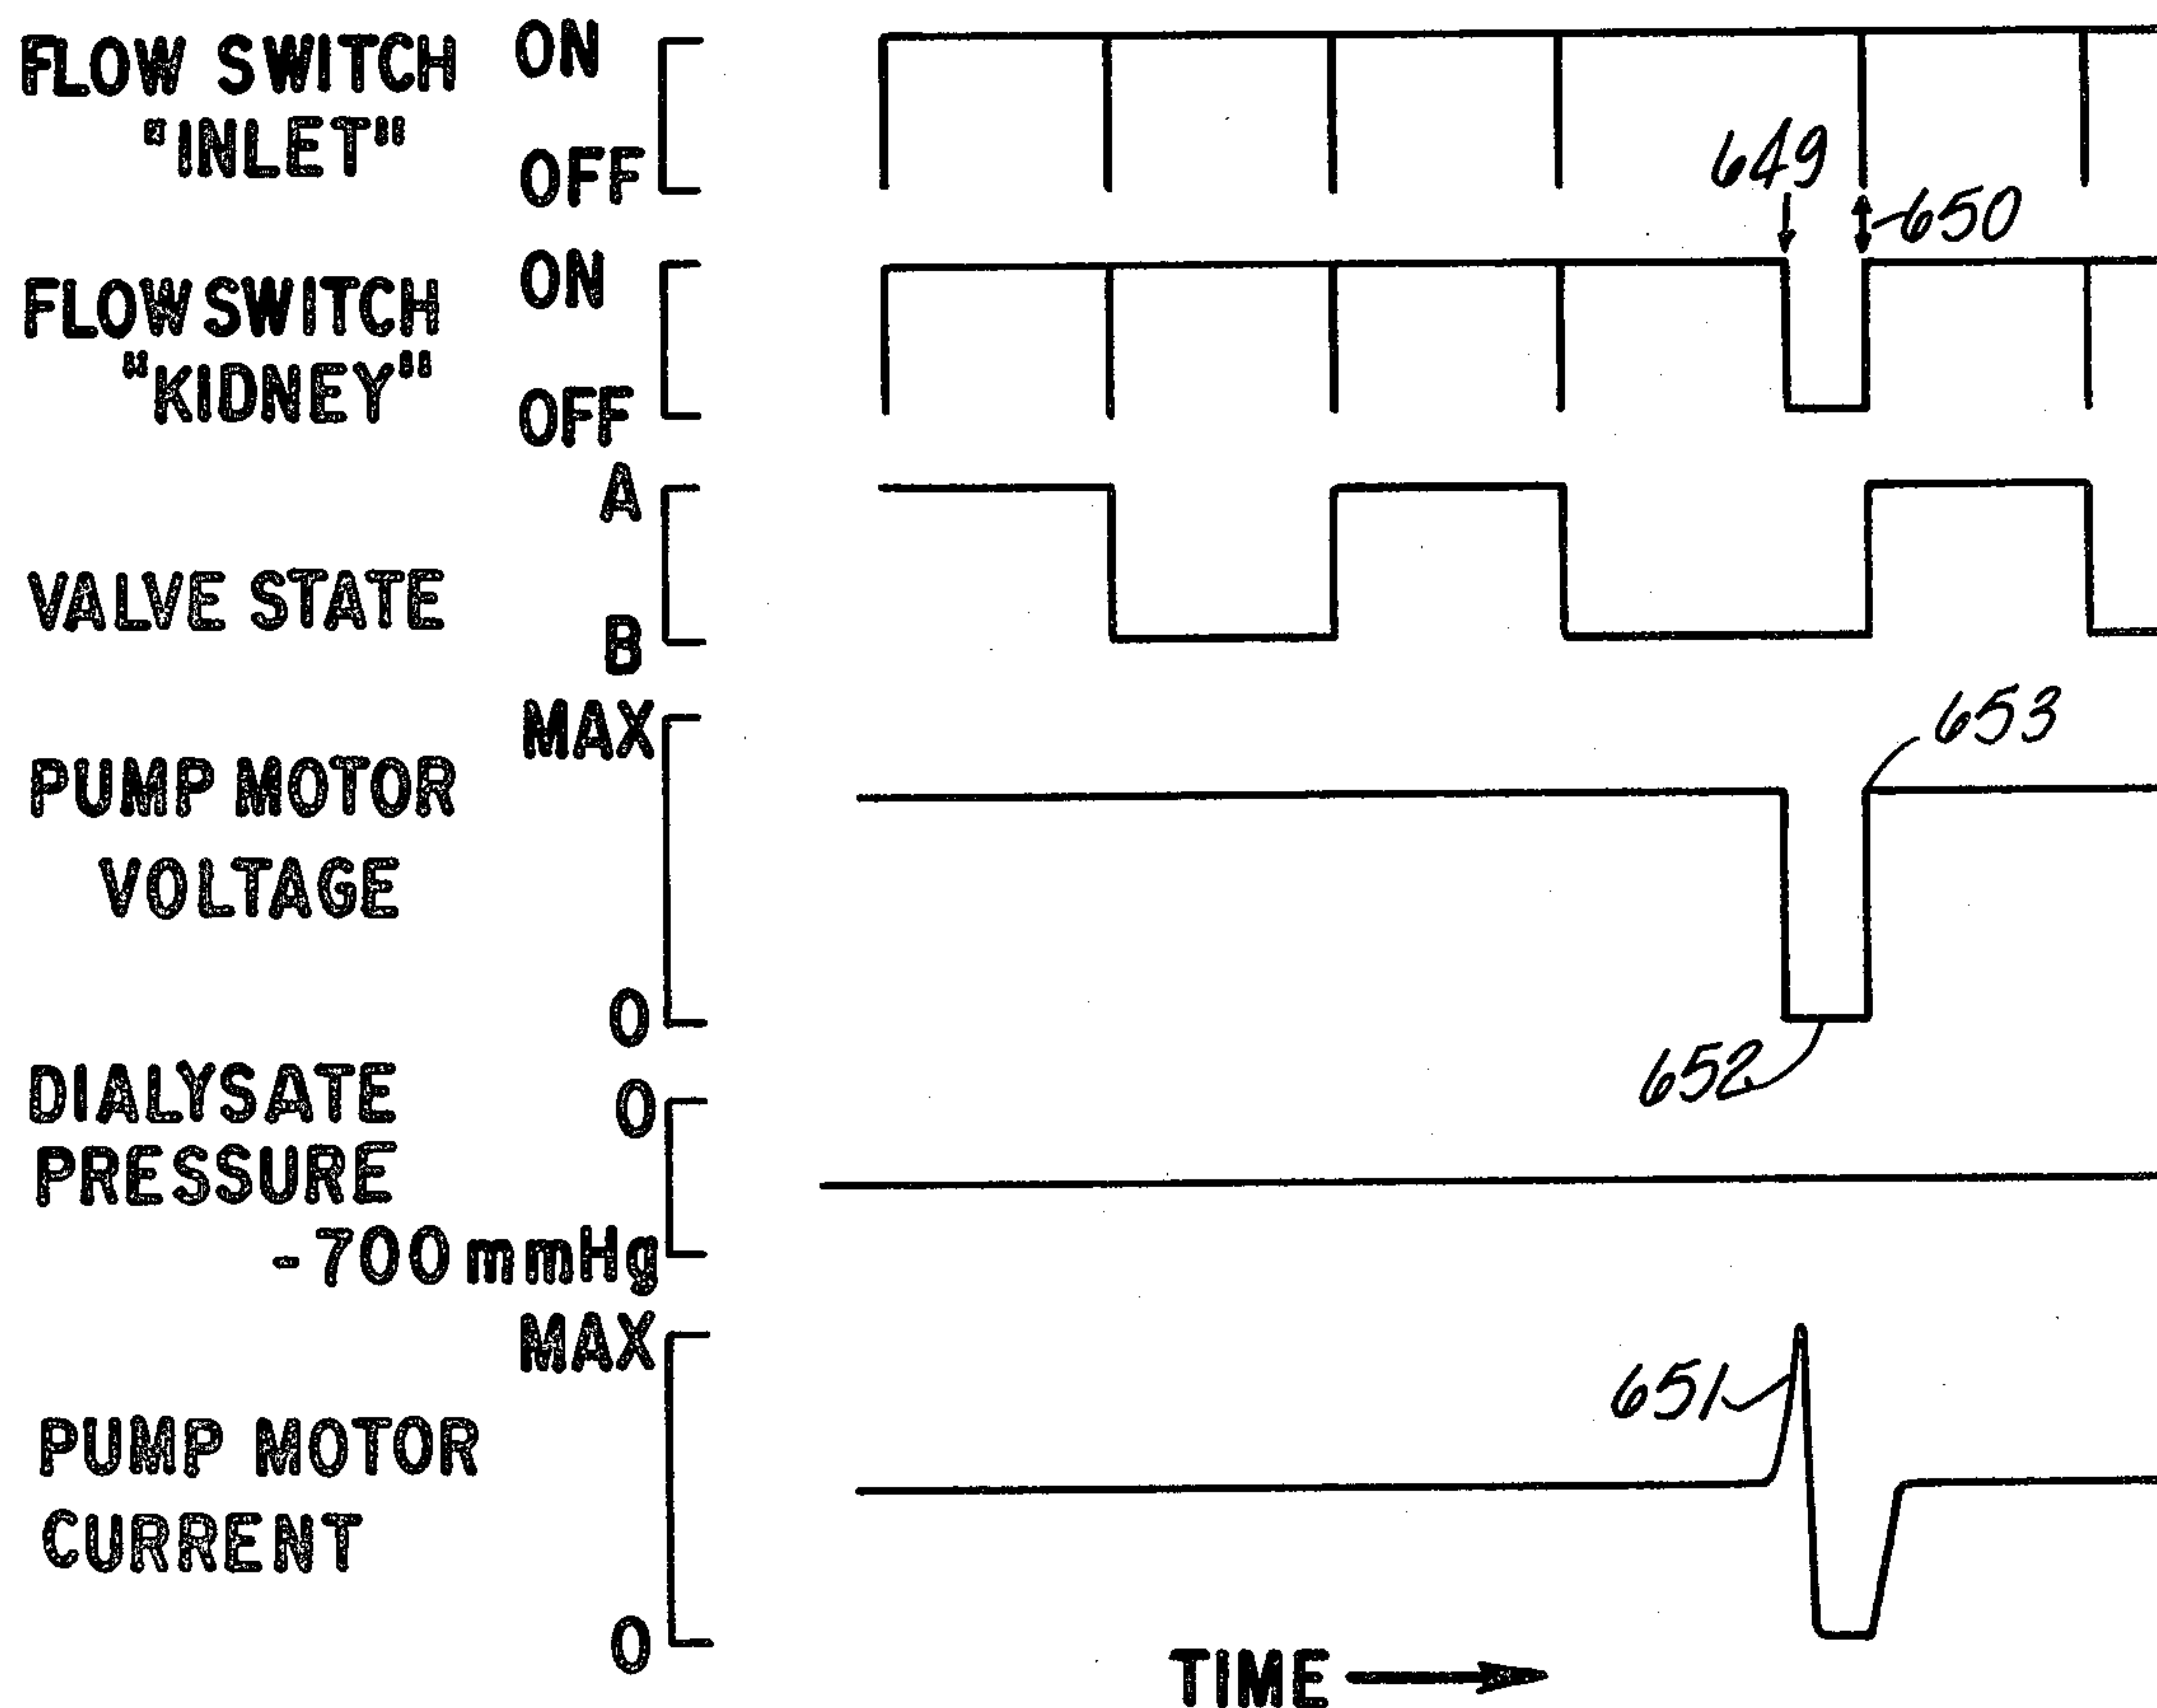 FLOW SWITCH ON
"INLET"
OFF
649
650
FLOW SWITCH ON
"KIDNEY"
OFF
A
VALVE STATE
B
MAX
653
PUMP MOTOR
VOLTAGE
0
652
DIALYSATE 0
PRESSURE
-700 mmHg
MAX
651
PUMP MOTOR
CURRENT
0
TIME